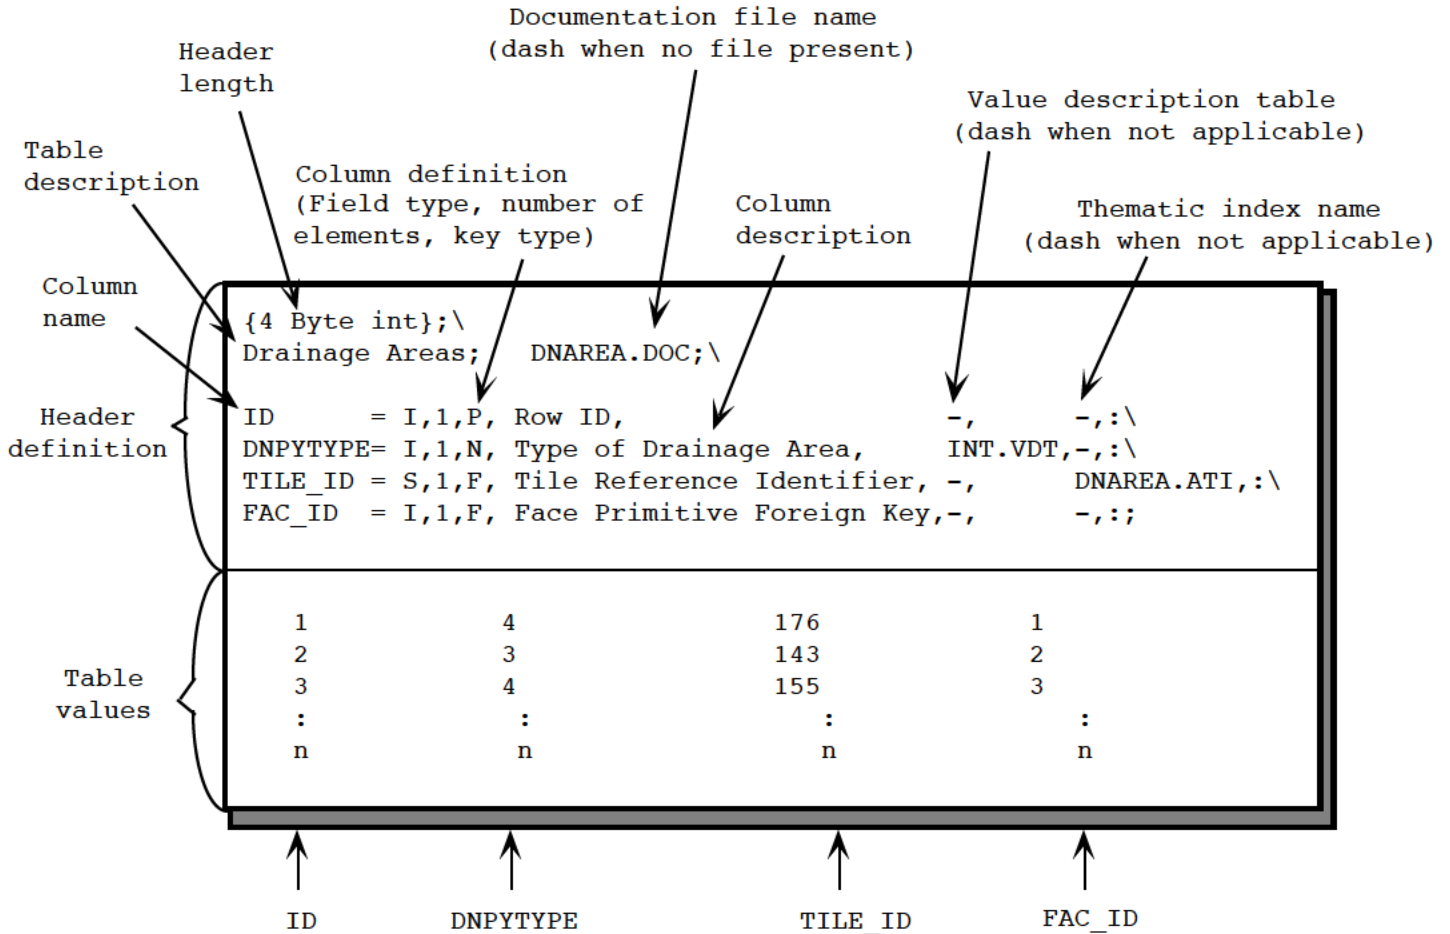 Documentation file name
(dash when no file present)
Header
length
Value description table
(dash when not applicable)
Table
description
Column definition
(Field type, number of
elements, key type)
Column
description
Thematic index name
(dash when not applicable)
Column
name
{4 Byte int};\
Drainage Areas;   DNAREA.DOC;\
Header
definition
ID      = I,1,P, Row ID,                    -,      -,:\
DNPYTYPE= I,1,N, Type of Drainage Area,     INT.VDT,-,:\
TILE_ID = S,1,F, Tile Reference Identifier, -,      DNAREA.ATI,:\
FAC_ID  = I,1,F, Face Primitive Foreign Key,-,      -,:;
Table
values
1 4 176 1
2 3 143 2
3 4 155 3
: : : :
n n n n
ID DNPYTYPE TILE_ID FAC_ID